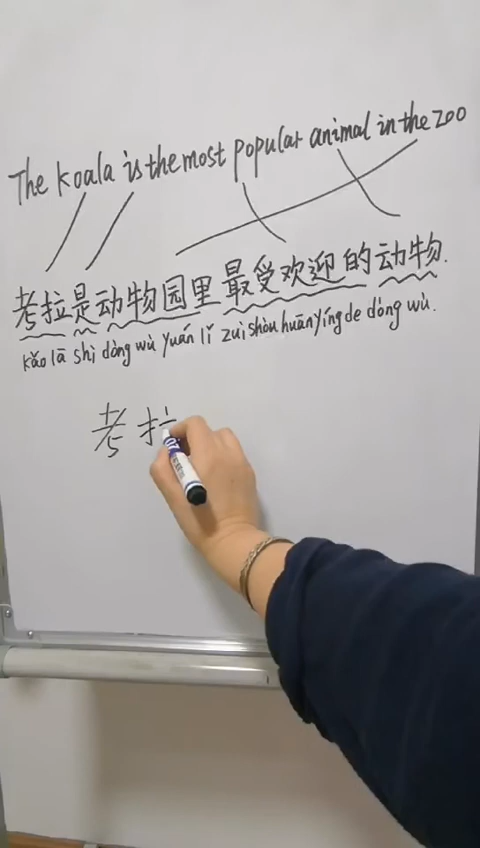 The koala is the most popular animal in the zoo
考拉是动物园里最受欢迎的动物.
kǎo lā shì dòng wù yuán lǐ zuì shòu huān yíng de dòng wù.
考